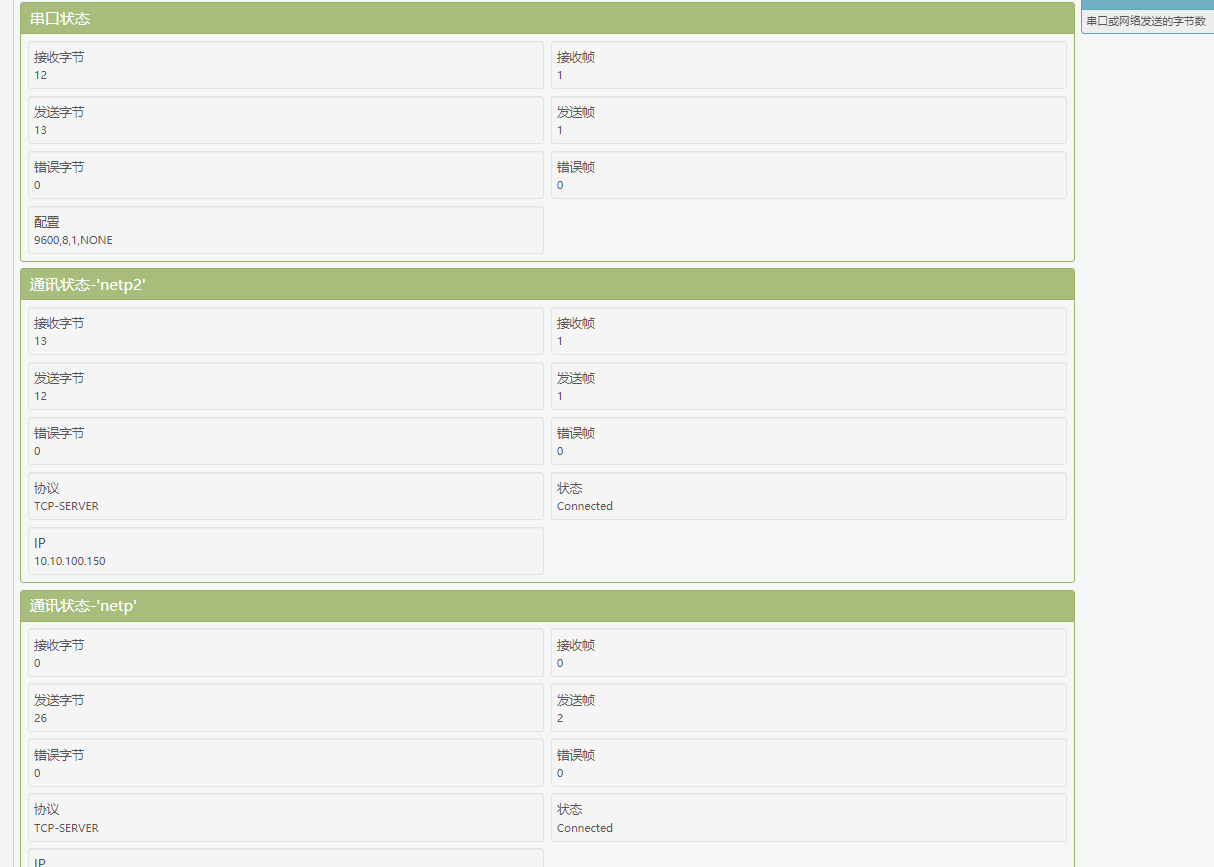 串口状态
串口或网络发送的字节数
接收字节
12
接收帧
1
发送字节
13
发送帧
1
错误字节
0
错误帧
0
配置
9600,8,1,NONE
通讯状态-'netp2'
接收字节
13
接收帧
1
发送字节
12
发送帧
1
错误字节
0
错误帧
0
协议
TCP-SERVER
状态
Connected
IP
10.10.100.150
通讯状态-'netp'
接收字节
0
接收帧
0
发送字节
26
发送帧
2
错误字节
0
错误帧
0
协议
TCP-SERVER
状态
Connected
IP